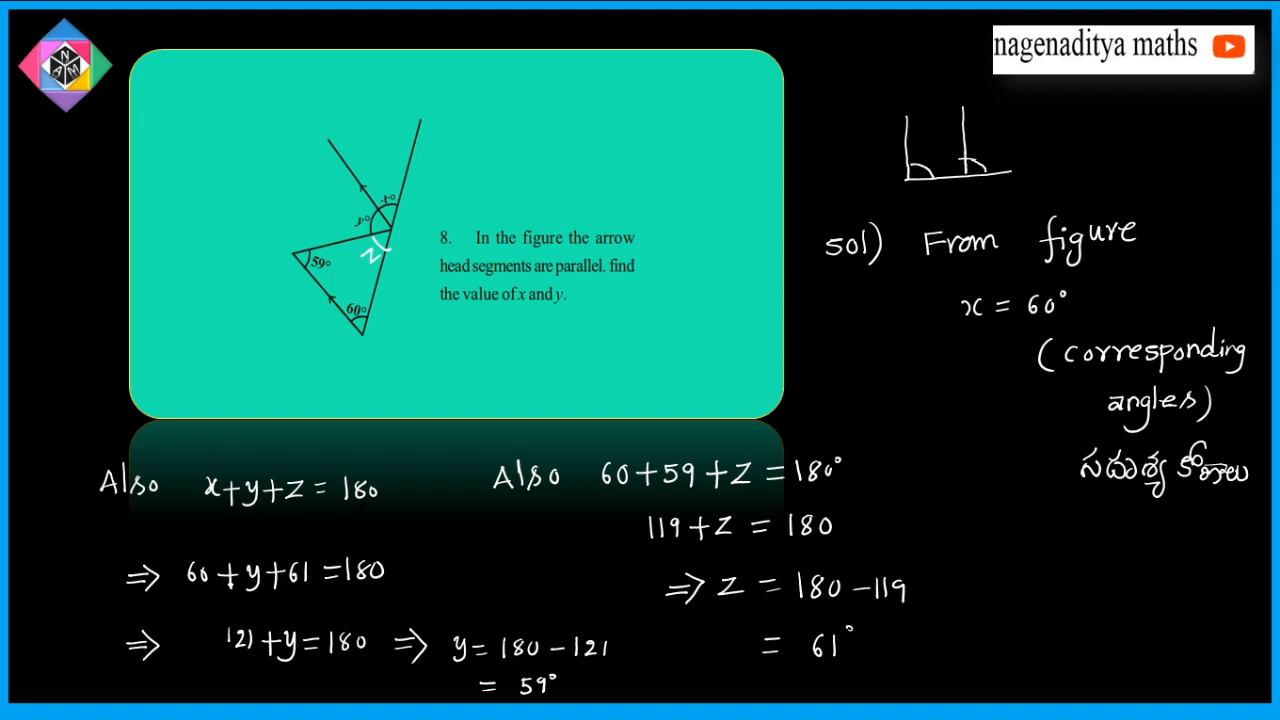 N
A M
nagenaditya maths
x°
y°
Z
59°
60°
8. In the figure the arrow
head segments are parallel. find
the value of x and y.
sol) From figure
x = 60°
(corresponding
angles)
సదృశ్య కోణాలు
Also x+y+z = 180
⇒ 60+y+61 = 180
⇒ 121+y = 180 ⇒ y = 180 - 121
= 59°
Also 60+59+z = 180°
119+z = 180
⇒ z = 180 - 119
= 61°